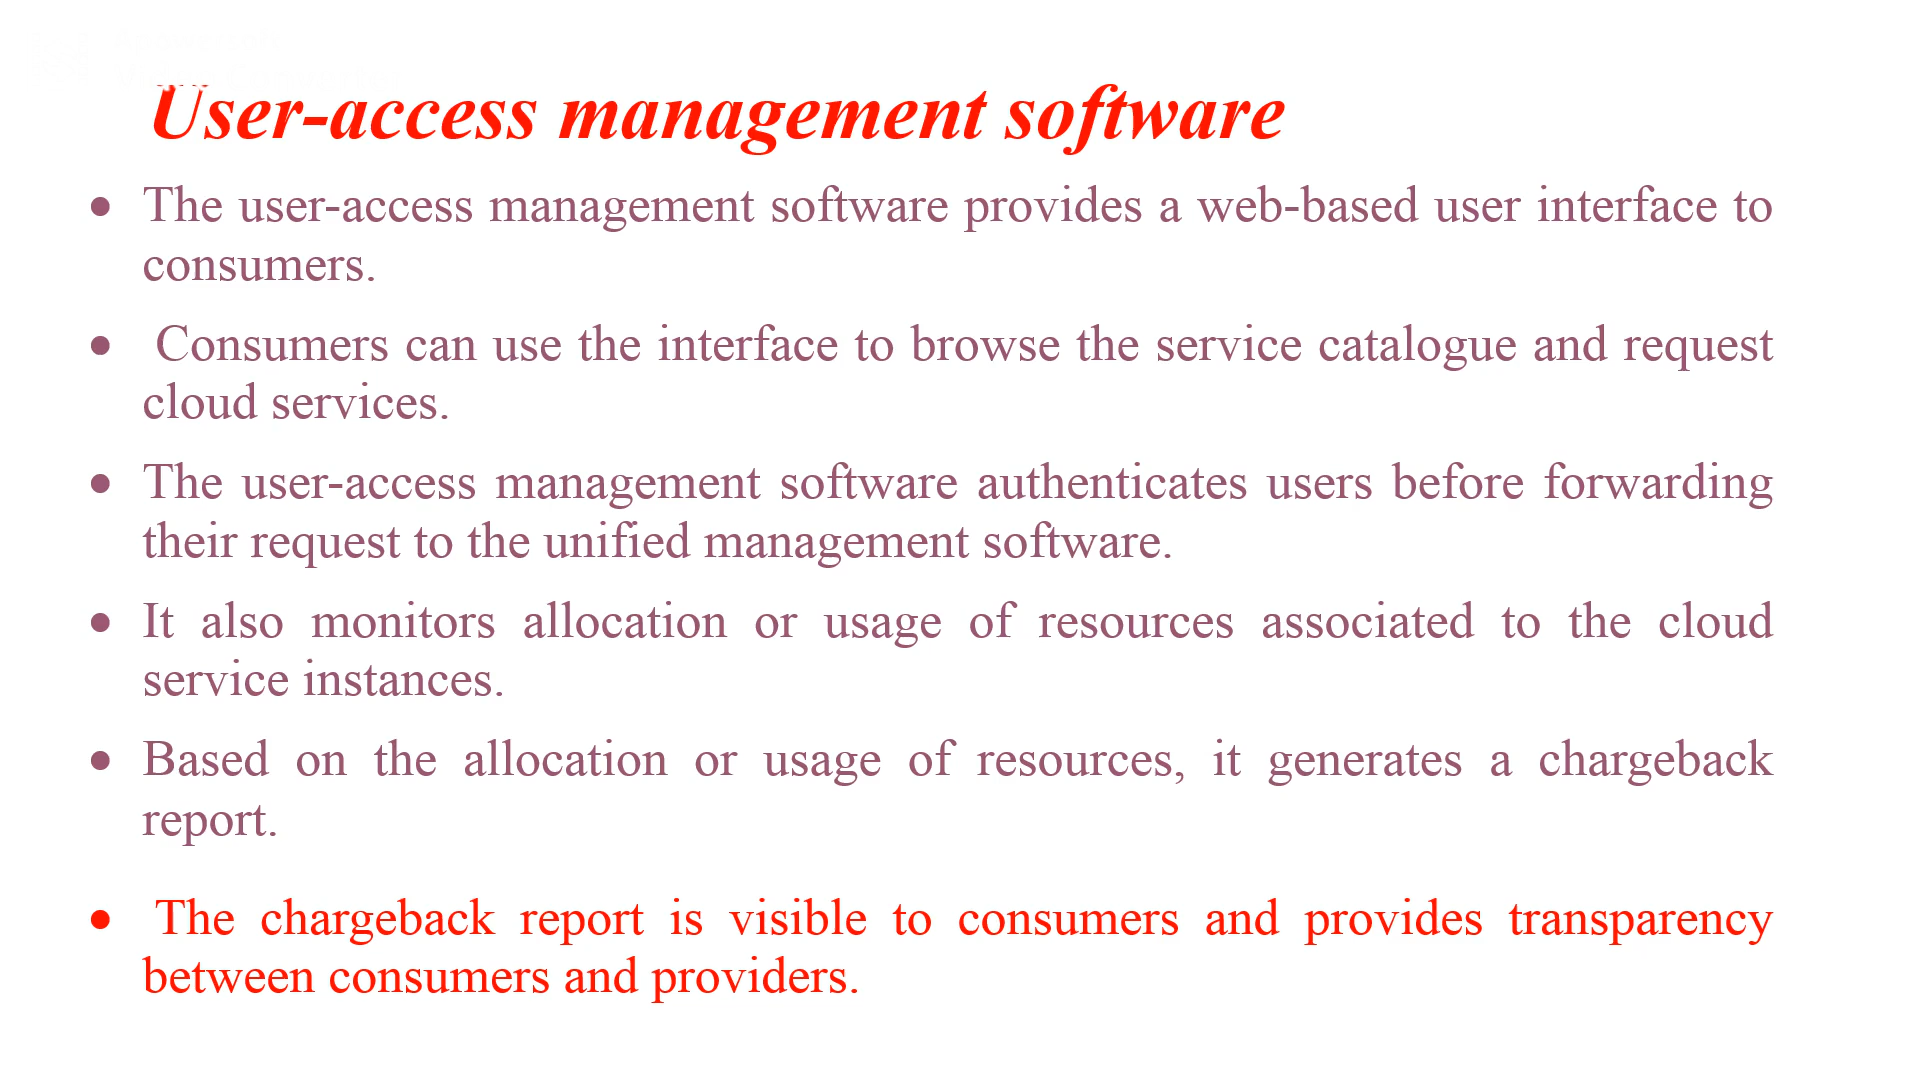 User-access management software
• The user-access management software provides a web-based user interface to
consumers.
• Consumers can use the interface to browse the service catalogue and request
cloud services.
• The user-access management software authenticates users before forwarding
their request to the unified management software.
• It also monitors allocation or usage of resources associated to the cloud
service instances.
• Based on the allocation or usage of resources, it generates a chargeback
report.
• The chargeback report is visible to consumers and provides transparency
between consumers and providers.